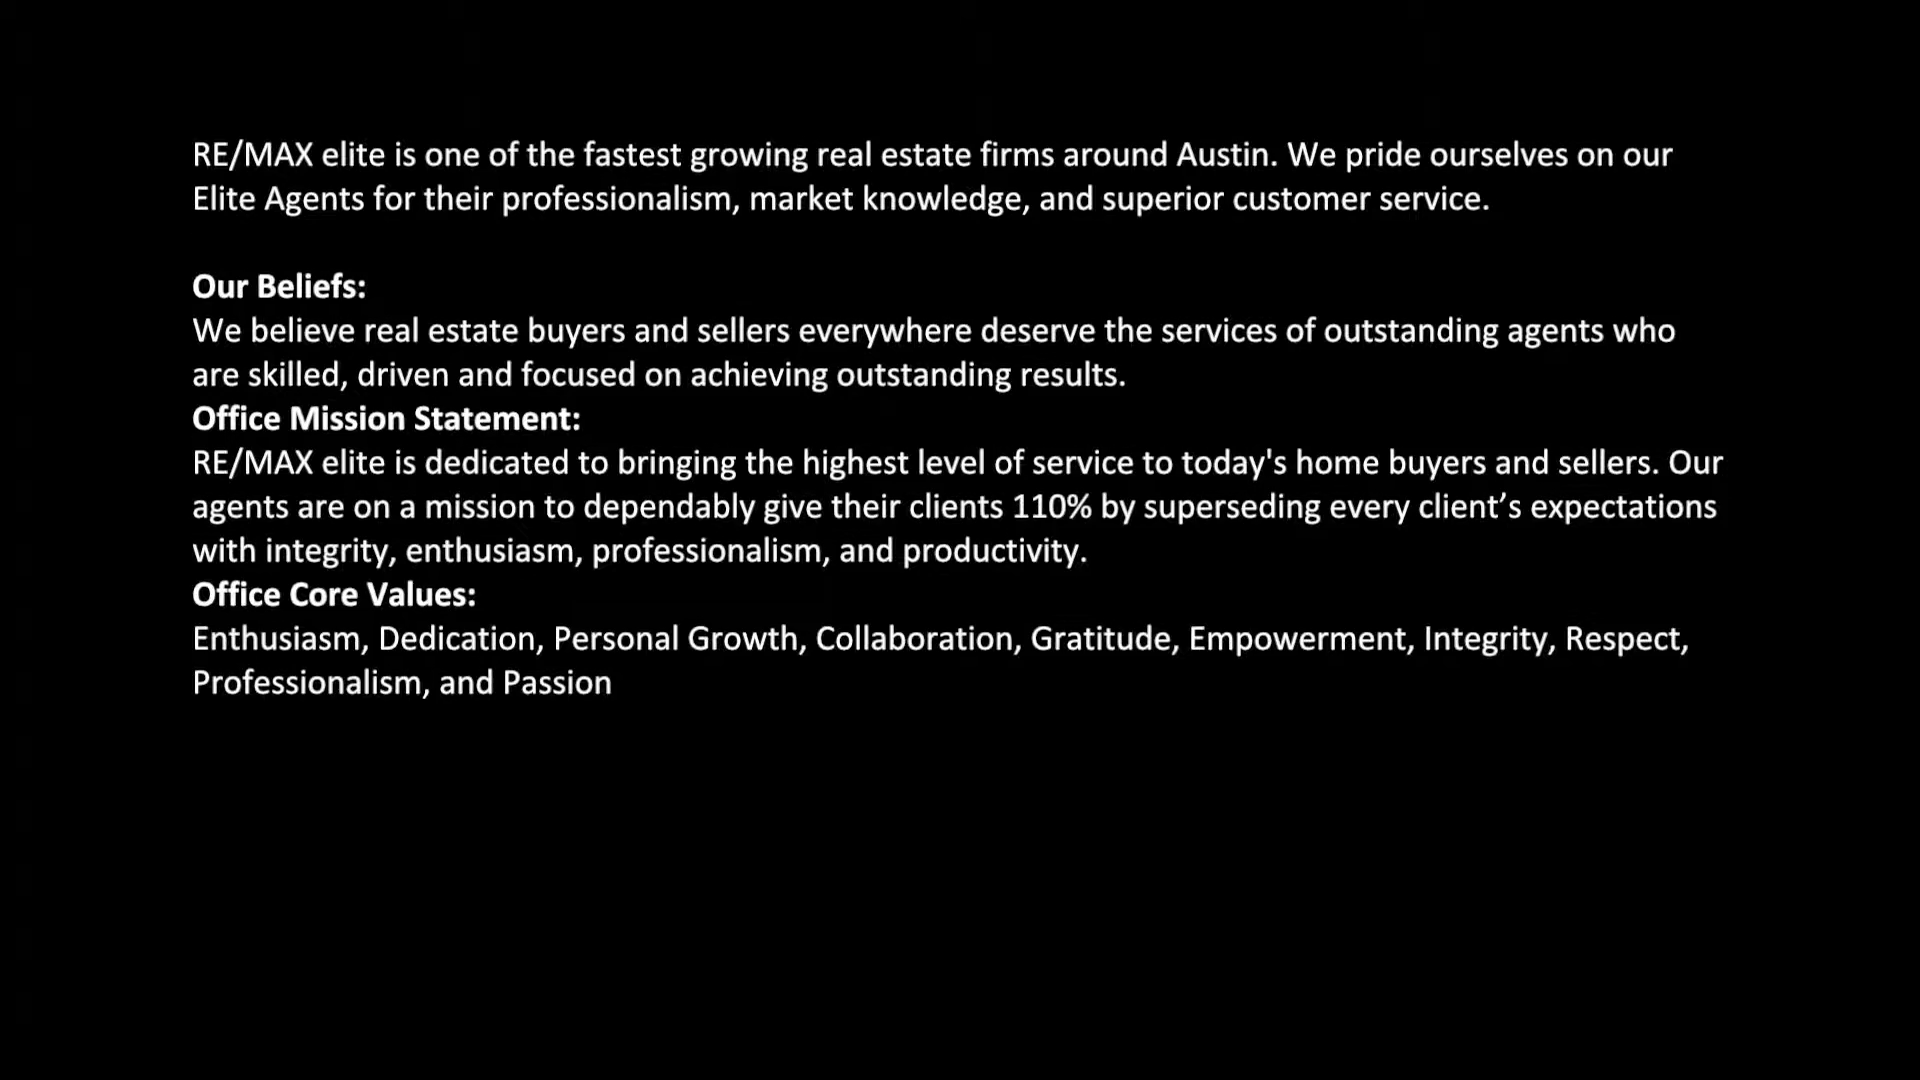 RE/MAX elite is one of the fastest growing real estate firms around Austin. We pride ourselves on our
Elite Agents for their professionalism, market knowledge, and superior customer service.
Our Beliefs:
We believe real estate buyers and sellers everywhere deserve the services of outstanding agents who
are skilled, driven and focused on achieving outstanding results.
Office Mission Statement:
RE/MAX elite is dedicated to bringing the highest level of service to today's home buyers and sellers. Our
agents are on a mission to dependably give their clients 110% by superseding every client’s expectations
with integrity, enthusiasm, professionalism, and productivity.
Office Core Values:
Enthusiasm, Dedication, Personal Growth, Collaboration, Gratitude, Empowerment, Integrity, Respect,
Professionalism, and Passion